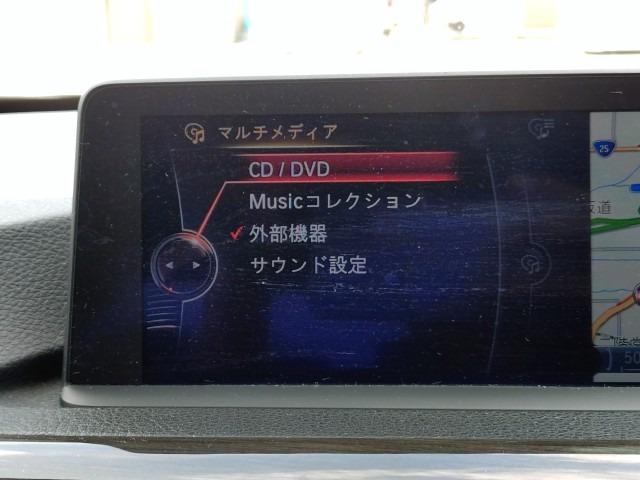 マルチメディア
CD / DVD
Musicコレクション
外部機器
サウンド設定
25
道
50